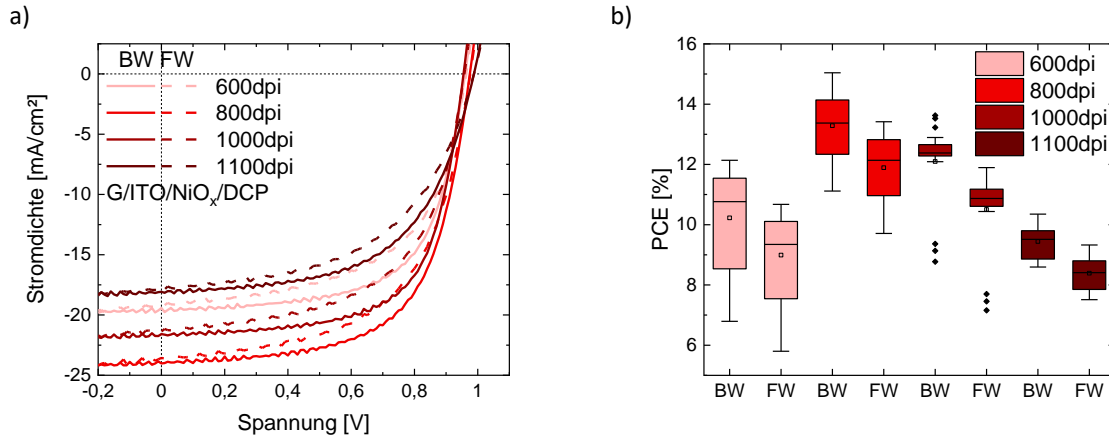 a)
b)
BW FW
600dpi
800dpi
1000dpi
1100dpi
G/ITO/NiOx/DCP
0
-5
-10
-15
-20
-25
Stromdichte [mA/cm²]
-0,2 0 0,2 0,4 0,6 0,8 1
Spannung [V]
600dpi
800dpi
1000dpi
1100dpi
16
14
12
10
8
6
PCE [%]
BW FW BW FW BW FW BW FW